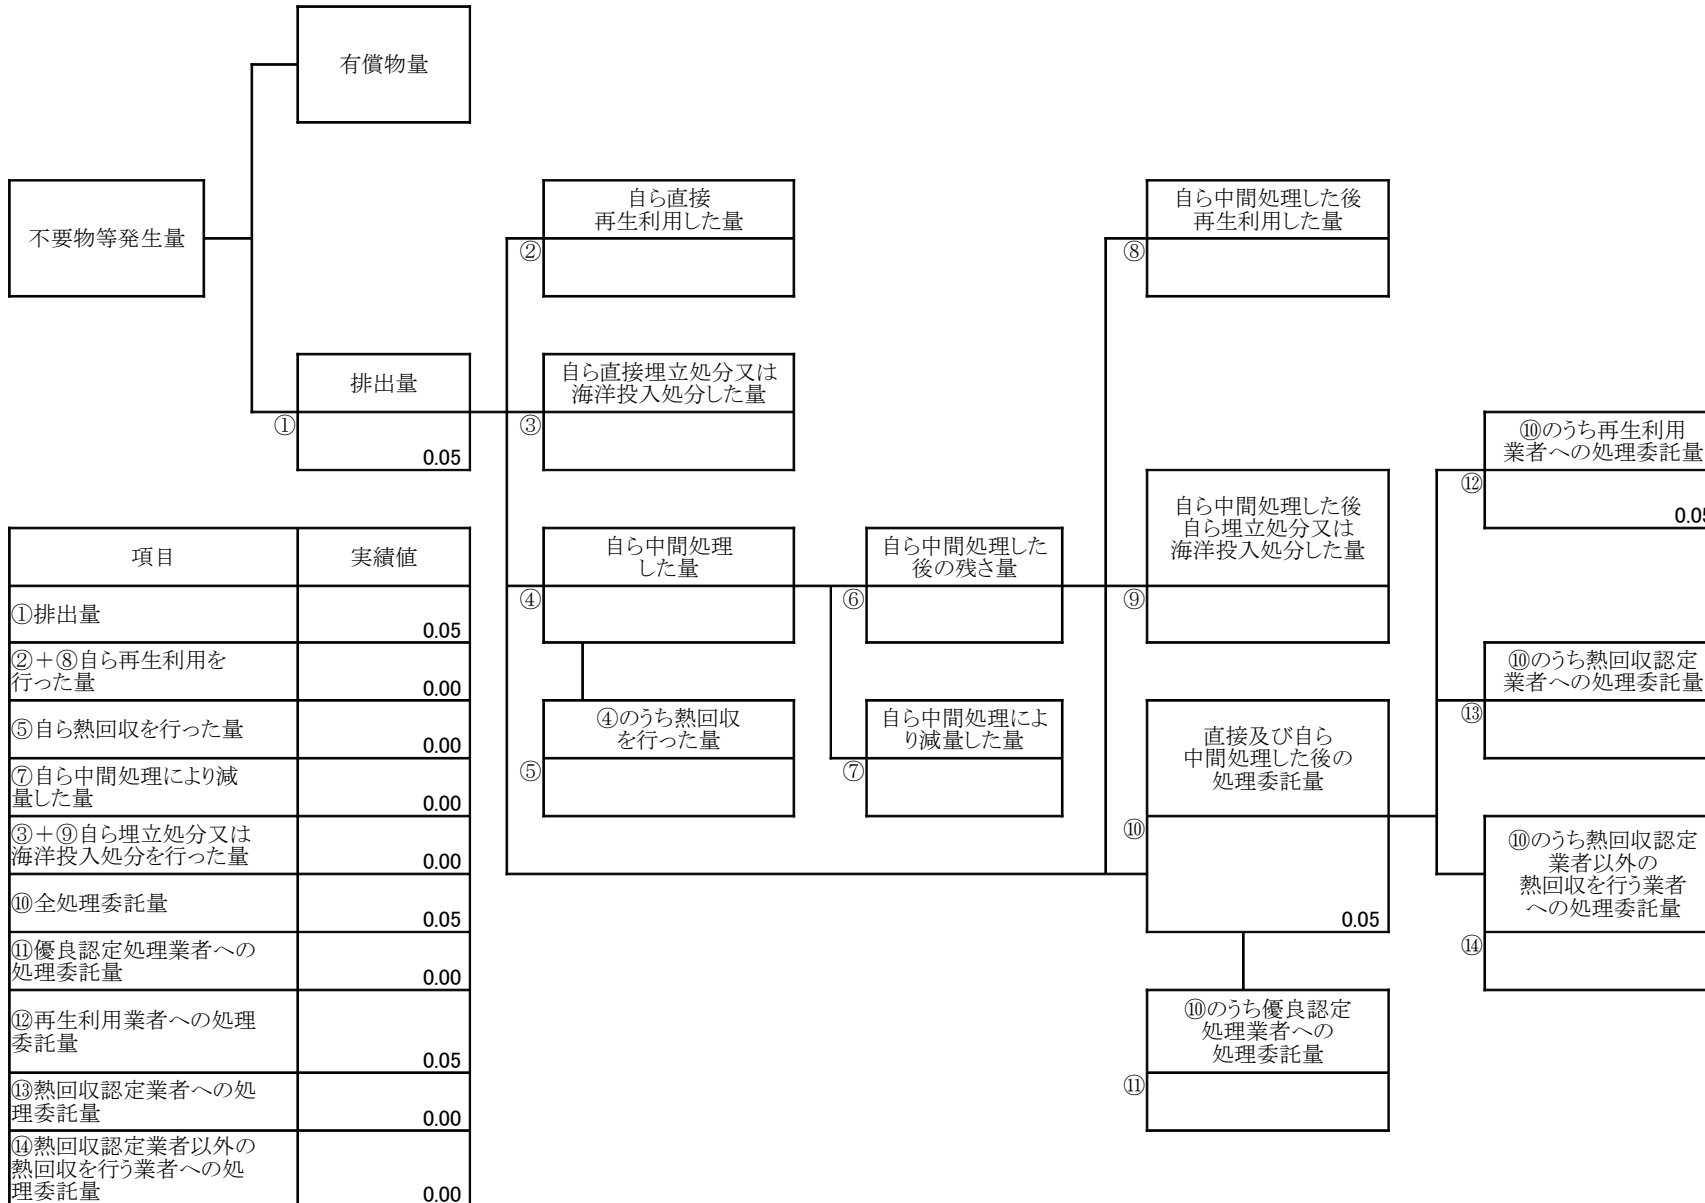 有償物量
不要物等発生量
自ら直接
再生利用した量
②
自ら中間処理した後
再生利用した量
⑧
排出量
①
0.05
自ら直接埋立処分又は
海洋投入処分した量
③
⑩のうち再生利用
業者への処理委託量
⑫
0.05
自ら中間処理した後
自ら埋立処分又は
海洋投入処分した量
⑨
自ら中間処理
した量
④
自ら中間処理した
後の残さ量
⑥
⑩のうち熱回収認定
業者への処理委託量
⑬
④のうち熱回収
を行った量
⑤
自ら中間処理によ
り減量した量
⑦
直接及び自ら
中間処理した後の
処理委託量
⑩
0.05
⑩のうち熱回収認定
業者以外の
熱回収を行う業者
への処理委託量
⑭
⑩のうち優良認定
処理業者への
処理委託量
⑪
項目 実績値
①排出量
0.05
②＋⑧自ら再生利用を
行った量
0.00
⑤自ら熱回収を行った量
0.00
⑦自ら中間処理により減
量した量
0.00
③＋⑨自ら埋立処分又は
海洋投入処分を行った量
0.00
⑩全処理委託量
0.05
⑪優良認定処理業者への
処理委託量
0.00
⑫再生利用業者への処理
委託量
0.05
⑬熱回収認定業者への処
理委託量
0.00
⑭熱回収認定業者以外の
熱回収を行う業者への処
理委託量
0.00